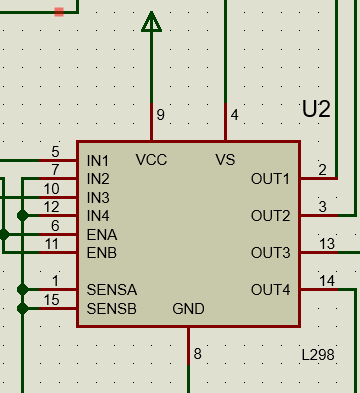 9
4
U2
5
IN1
VCC
VS
7
IN2
OUT1
2
10
IN3
12
IN4
OUT2
3
6
ENA
11
ENB
OUT3
13
1
SENSA
OUT4
14
15
SENSB
GND
8
L298